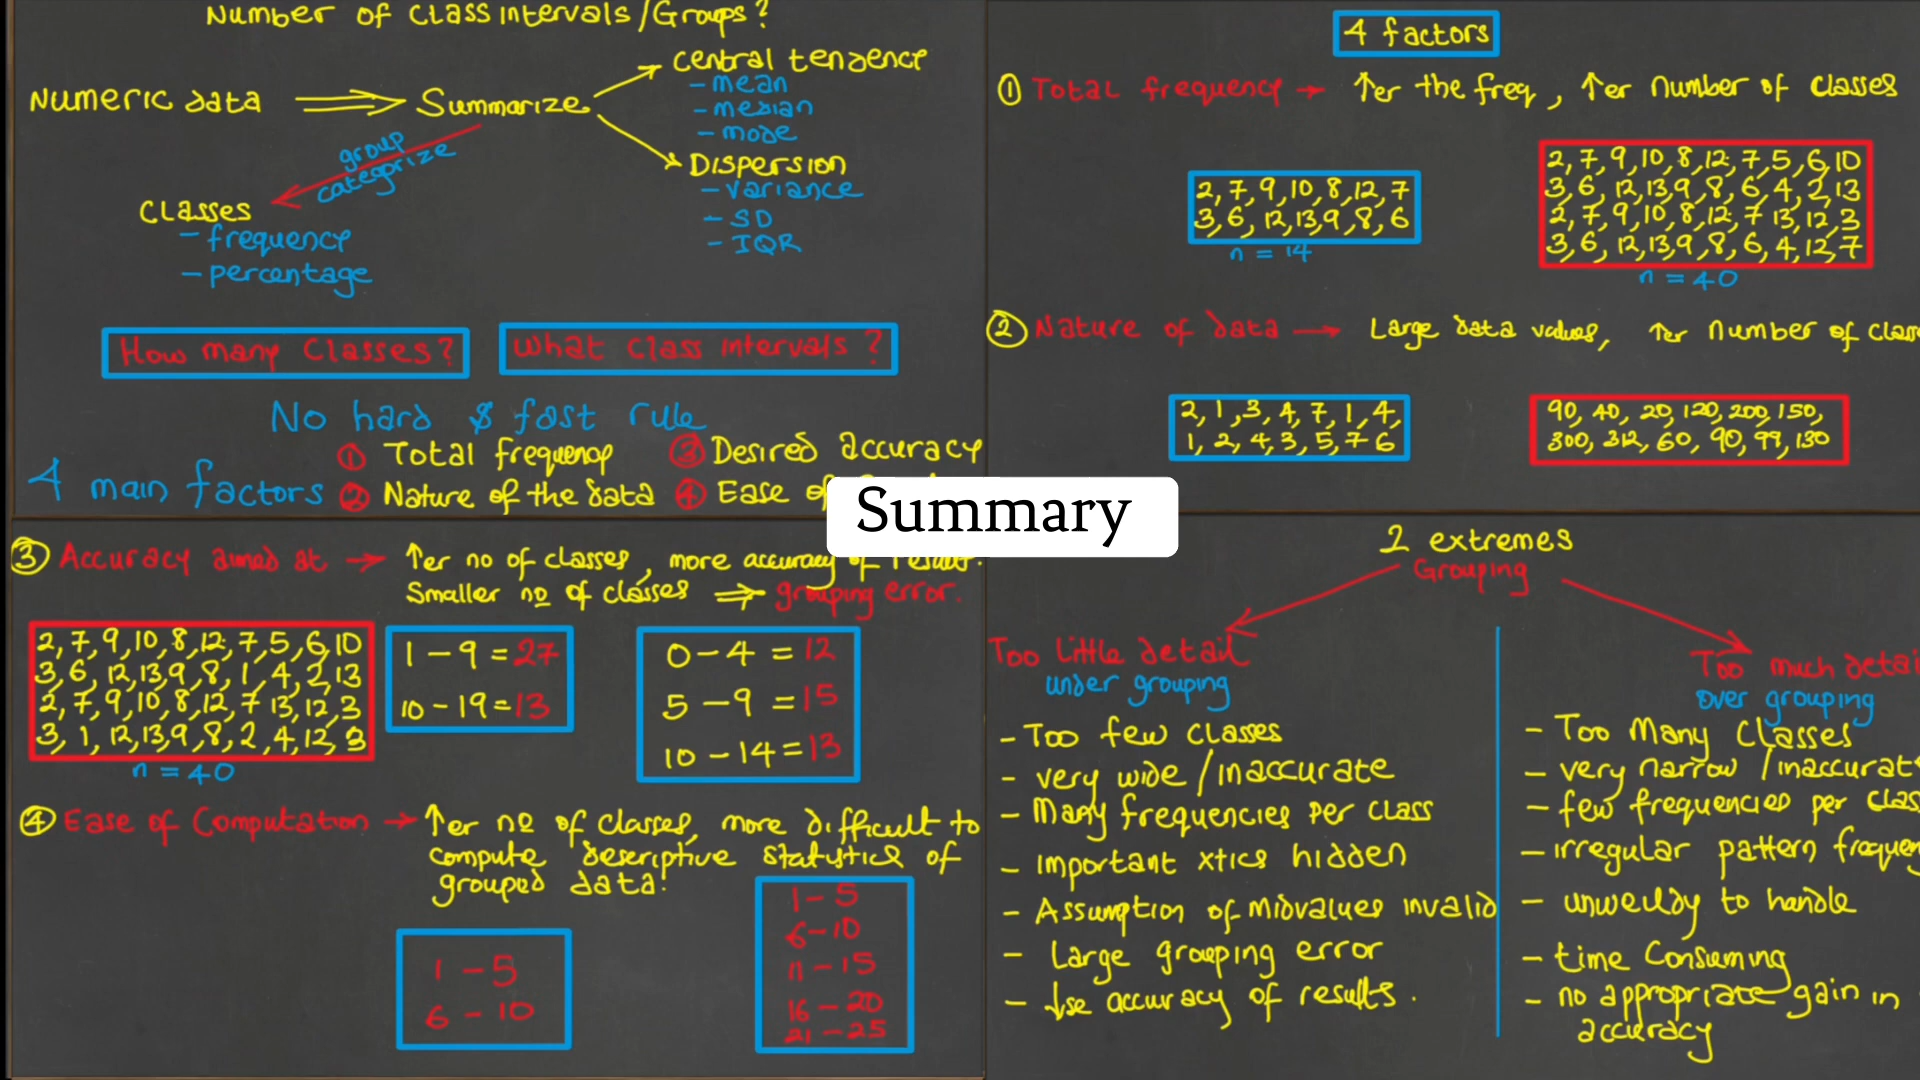 Number of Class intervals/Groups?
Numeric data ⟹ Summarize
central tendence
- mean
- median
- mode
Dispersion
- variance
- SD
- IQR
group
categorize
Classes
- frequency
- percentage
How many Classes?
What class intervals?
No hard & fast rule
4 main factors
① Total frequency
② Nature of the data
③ Desired accuracy
④ Ease of
4 factors
① Total frequency → ↑er the freq, ↑er number of classes
2, 7, 9, 10, 8, 12, 7
3, 6, 12, 13, 9, 8, 6
n = 14
2, 7, 9, 10, 8, 12, 7, 5, 6, 10
3, 6, 12, 13, 9, 8, 6, 4, 2, 13
2, 7, 9, 10, 8, 12, 7 13, 12, 3
3, 6, 12, 13, 9, 8, 6, 4, 12, 7
n = 40
② Nature of data → Large data values, ↑er number of class
2, 1, 3, 4, 7, 1, 4,
1, 2, 4, 3, 5, 7 6
90, 40, 20, 120, 200, 150,
300, 312, 60, 90, 99, 130
Summary
③ Accuracy aimed at → ↑er no of classes, more accuracy of result.
Smaller no of classes ⇒ grouping error.
2, 7, 9, 10, 8, 12, 7, 5, 6, 10
3, 6, 12, 13, 9, 8, 1, 4, 2, 13
2, 7, 9, 10, 8, 12, 7 13, 12, 3
3, 1, 12, 13, 9, 8, 2, 4, 12, 3
n = 40
1 - 9 = 27
10 - 19 = 13
0 - 4 = 12
5 - 9 = 15
10 - 14 = 13
④ Ease of Computation → ↑er no of classes, more difficult to
compute descriptive statistics of
grouped data.
1 - 5
6 - 10
1 - 5
6 - 10
11 - 15
16 - 20
21 - 25
2 extremes
Grouping
Too little detail
under grouping
- Too few classes
- very wide / inaccurate
- Many frequencies per class
- important xtics hidden
- Assumption of midvalues invalid
- Large grouping error
- ↓se accuracy of results.
Too much detai
over grouping
- Too Many Classes
- very narrow / inaccurat
- few frequencies per clas
- irregular pattern frequen
- unweildy to handle
- time Consuming
- no appropriate gain in
accuracy